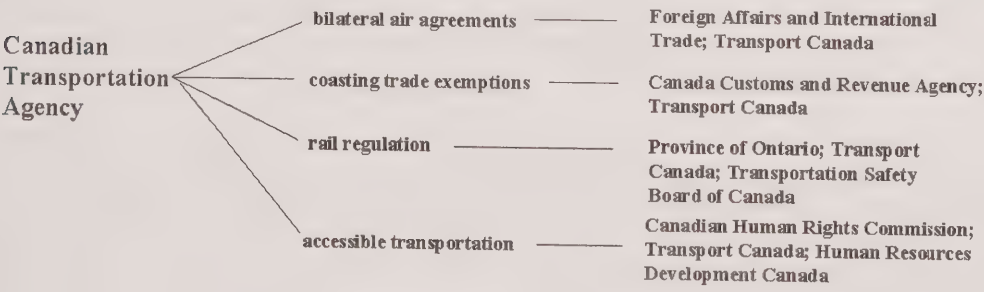 Canadian
Transportation
Agency
bilateral air agreements
Foreign Affairs and International
Trade; Transport Canada
coasting trade exemptions
Canada Customs and Revenue Agency;
Transport Canada
rail regulation
Province of Ontario; Transport
Canada; Transportation Safety
Board of Canada
accessible transportation
Canadian Human Rights Commission;
Transport Canada; Human Resources
Development Canada